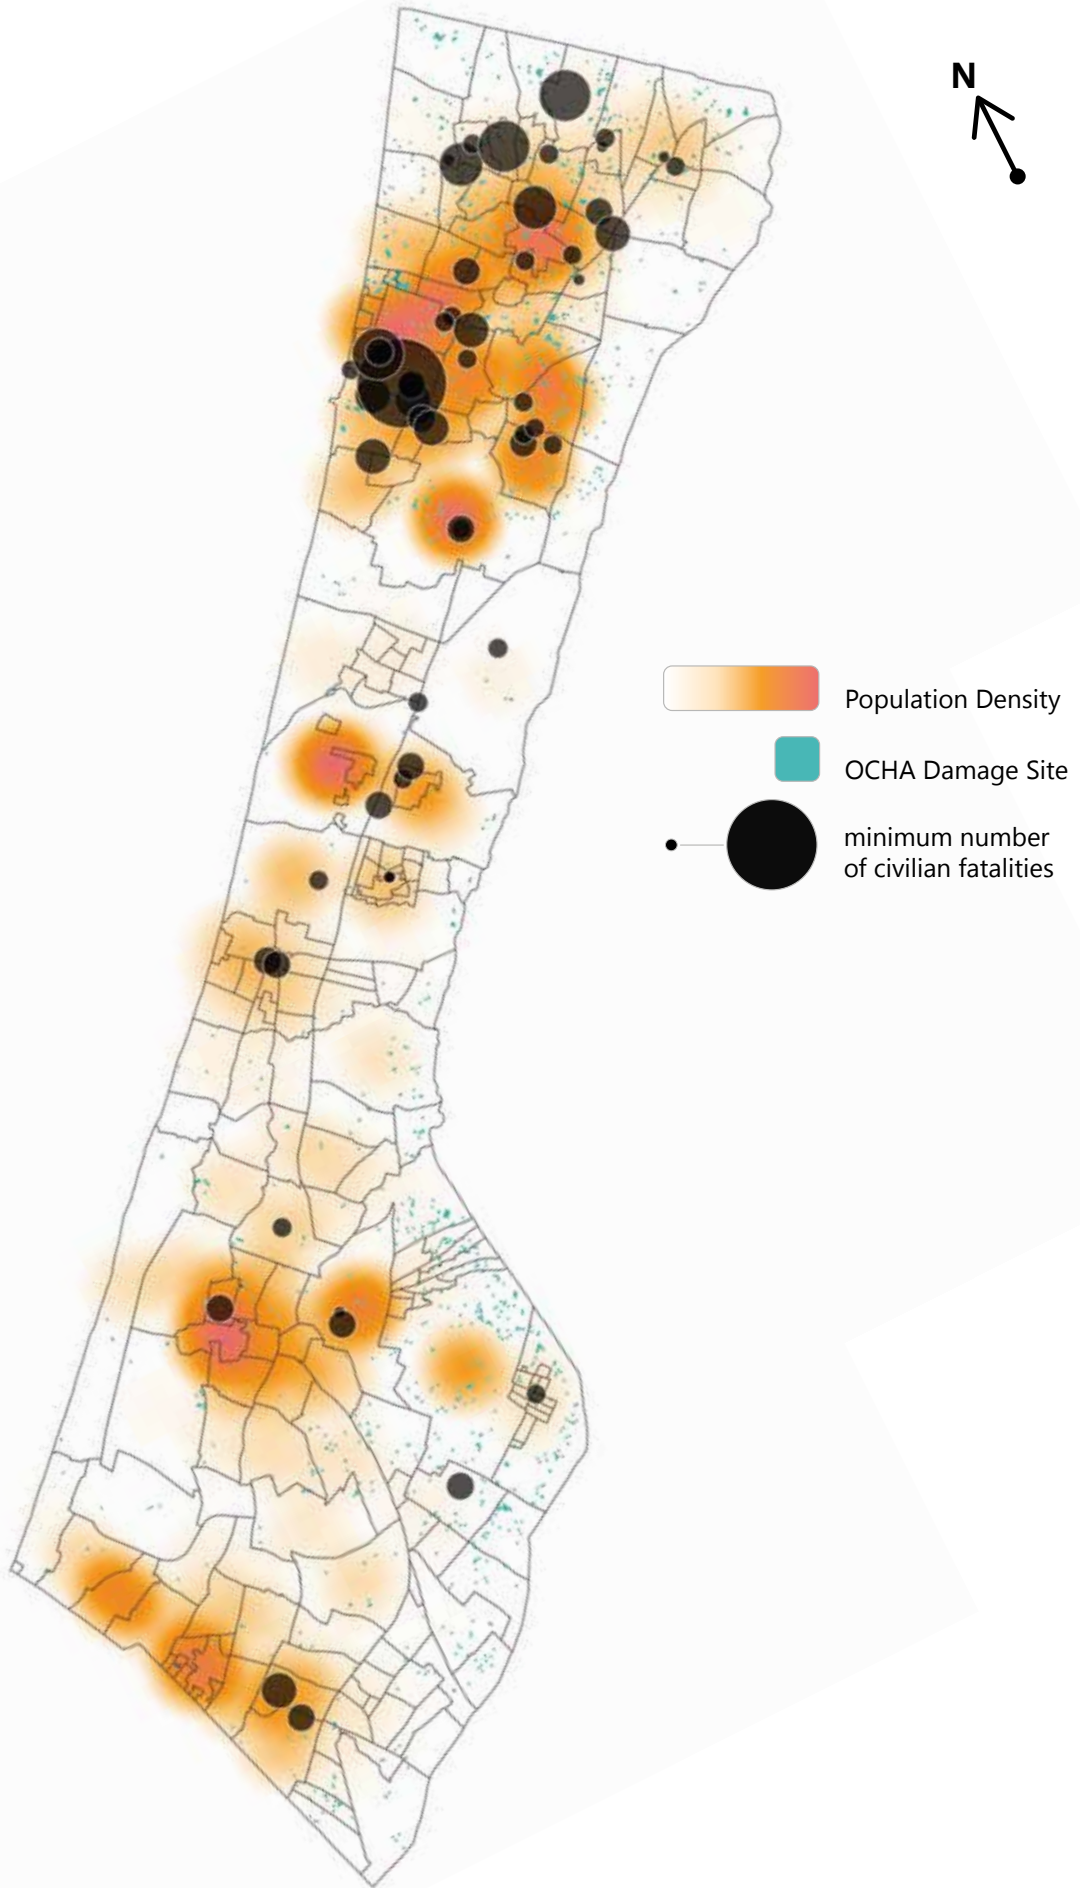 N
Population Density
OCHA Damage Site
minimum number
of civilian fatalities